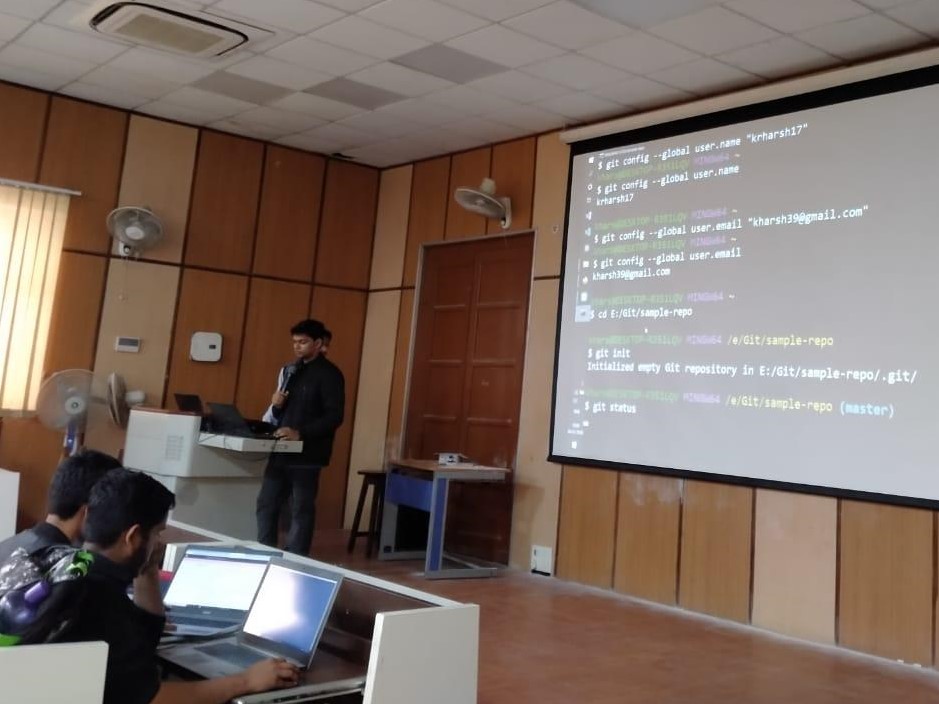 $ git config --global user.name "krharsh17"
MINGW64 ~
$ git config --global user.name
krharsh17
MINGW64 ~
$ git config --global user.email "kharsh39@gmail.com"
MINGW64 ~
$ git config --global user.email
kharsh39@gmail.com
MINGW64 ~
$ cd E:/Git/sample-repo
MINGW64 /e/Git/sample-repo
$ git init
Initialized empty Git repository in E:/Git/sample-repo/.git/
MINGW64 /e/Git/sample-repo (master)
$ git status